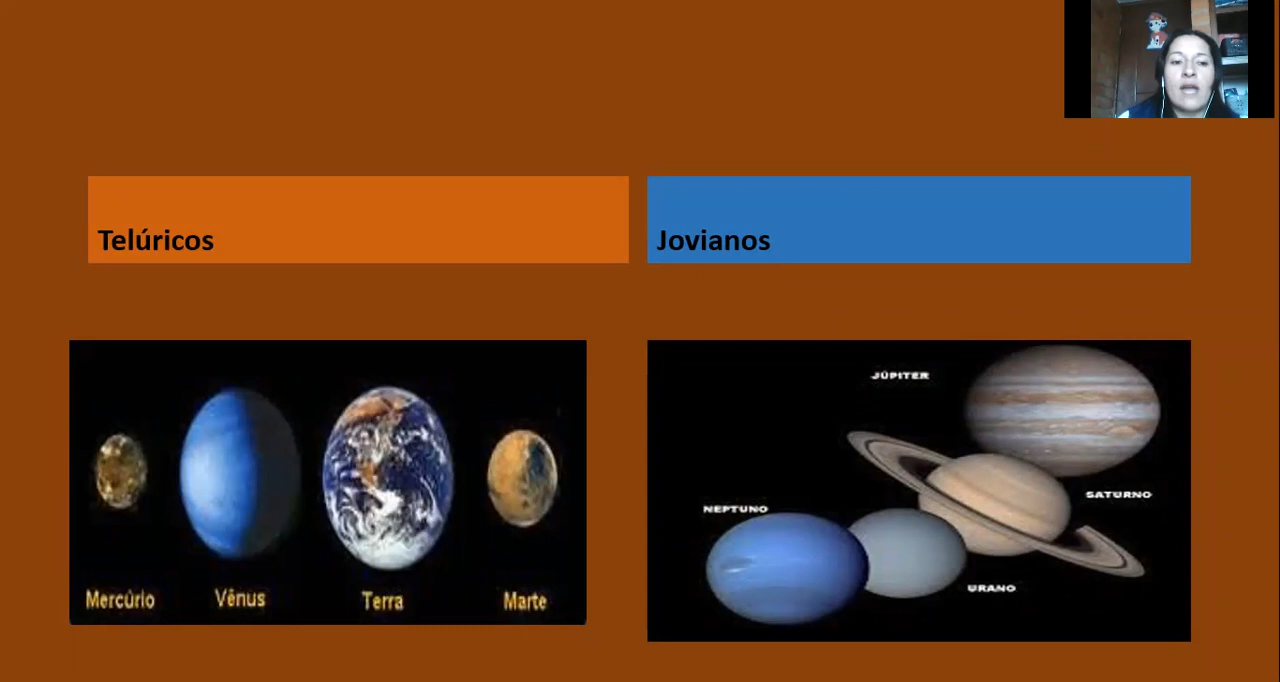 Telúricos
Jovianos
Mercúrio
Vênus
Terra
Marte
JÚPITER
SATURNO
NEPTUNO
URANO